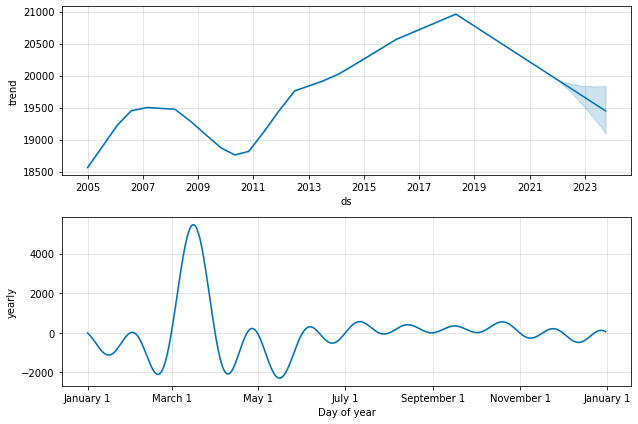 21000
20500
20000
19500
19000
18500
trend
2005 2007 2009 2011 2013 2015 2017 2019 2021 2023
ds
4000
2000
0
−2000
yearly
January 1 March 1 May 1 July 1 September 1 November 1 January 1
Day of year